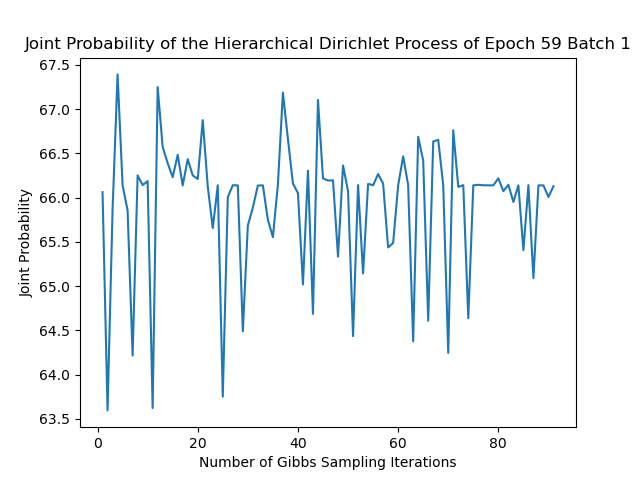 Joint Probability of the Hierarchical Dirichlet Process of Epoch 59 Batch 1
67.5
67.0
66.5
66.0
65.5
65.0
64.5
64.0
63.5
Joint Probability
0 20 40 60 80
Number of Gibbs Sampling Iterations